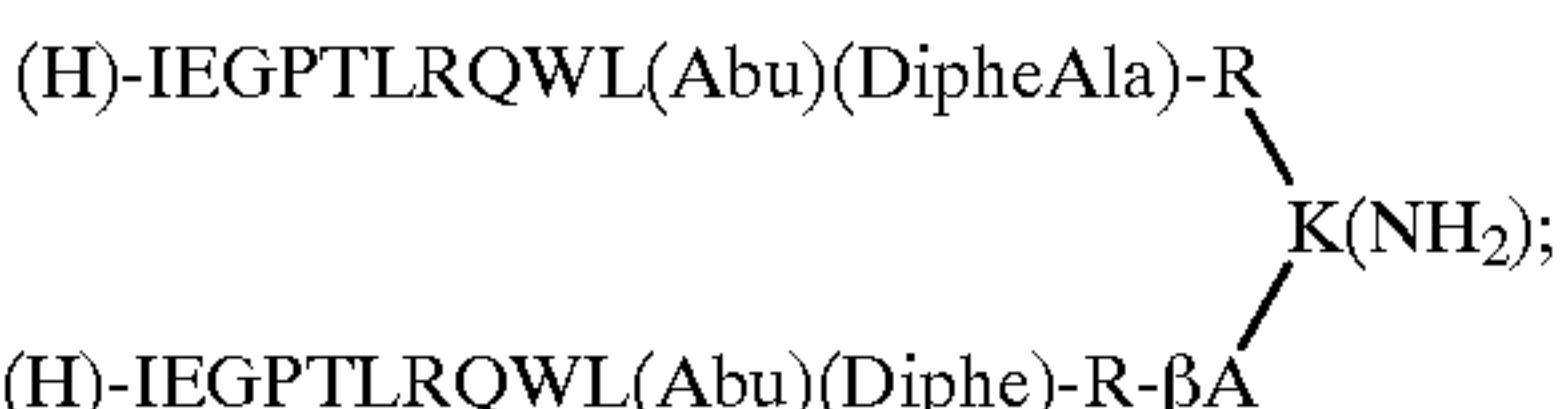 (H)-IEGPTLRQWL(Abu)(DipheAla)-R
K(NH₂);
(H)-IEGPTLRQWL(Abu)(Diphe)-R-βA